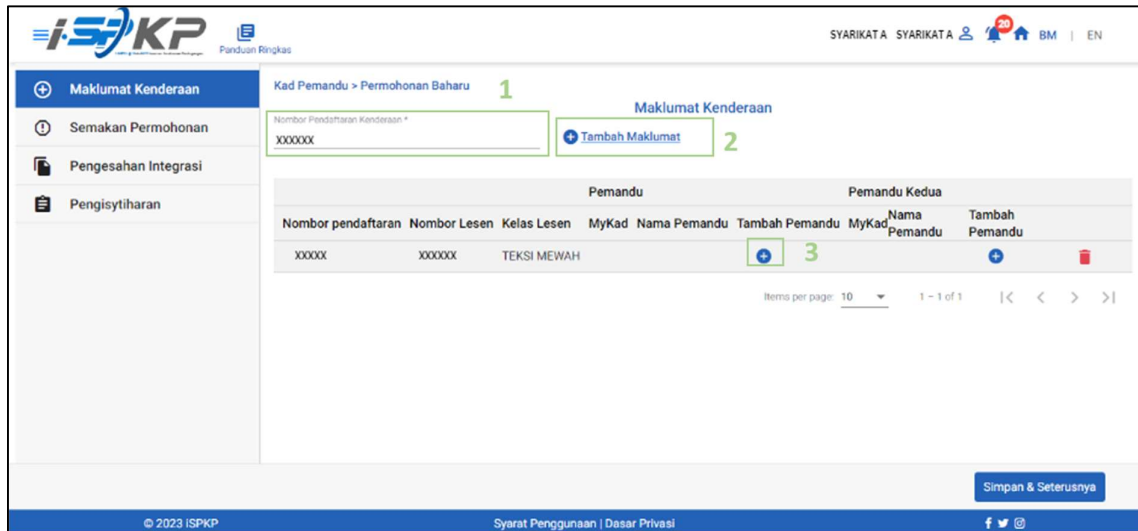 i-SPKP
Panduan Ringkas
SYARIKAT A SYARIKAT A 20 BM | EN
Maklumat Kenderaan
Semakan Permohonan
Pengesahan Integrasi
Pengisytiharan
Kad Pemandu > Permohonan Baharu 1
Maklumat Kenderaan
Nombor Pendaftaran Kenderaan *
XXXXXX
Tambah Maklumat 2
Pemandu Pemandu Kedua
Nombor pendaftaran Nombor Lesen Kelas Lesen MyKad Nama Pemandu Tambah Pemandu MyKad Nama Pemandu Tambah Pemandu
XXXXX XXXXXX TEKSI MEWAH 3
Items per page: 10 1 – 1 of 1
Simpan & Seterusnya
© 2023 iSPKP Syarat Penggunaan | Dasar Privasi